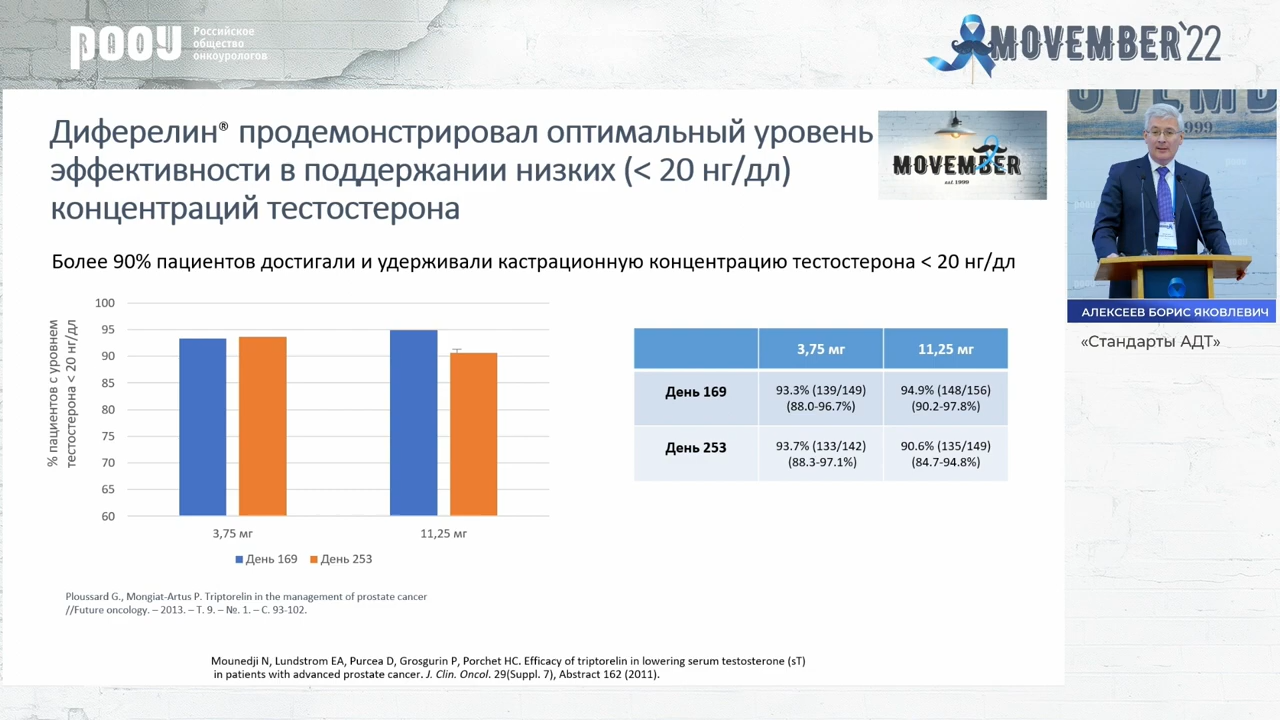 РООУ
Российское
общество
онкоурологов
MOVEMBER'22
Диферелин® продемонстрировал оптимальный уровень
эффективности в поддержании низких (< 20 нг/дл)
концентраций тестостерона
MOVEMBER
est. 1999
Более 90% пациентов достигали и удерживали кастрационную концентрацию тестостерона < 20 нг/дл
% пациентов с уровнем
тестостерона < 20 нг/дл
100
95
90
85
80
75
70
65
60
3,75 мг
11,25 мг
День 169
День 253
3,75 мг
11,25 мг
День 169
93.3% (139/149)
(88.0-96.7%)
94.9% (148/156)
(90.2-97.8%)
День 253
93.7% (133/142)
(88.3-97.1%)
90.6% (135/149)
(84.7-94.8%)
Ploussard G., Mongiat-Artus P. Triptorelin in the management of prostate cancer
//Future oncology. – 2013. – Т. 9. – №. 1. – С. 93-102.
Mounedji N, Lundstrom EA, Purcea D, Grosgurin P, Porchet HC. Efficacy of triptorelin in lowering serum testosterone (sT)
in patients with advanced prostate cancer. J. Clin. Oncol. 29(Suppl. 7), Abstract 162 (2011).
1999
АЛЕКСЕЕВ БОРИС ЯКОВЛЕВИЧ
«Стандарты АДТ»